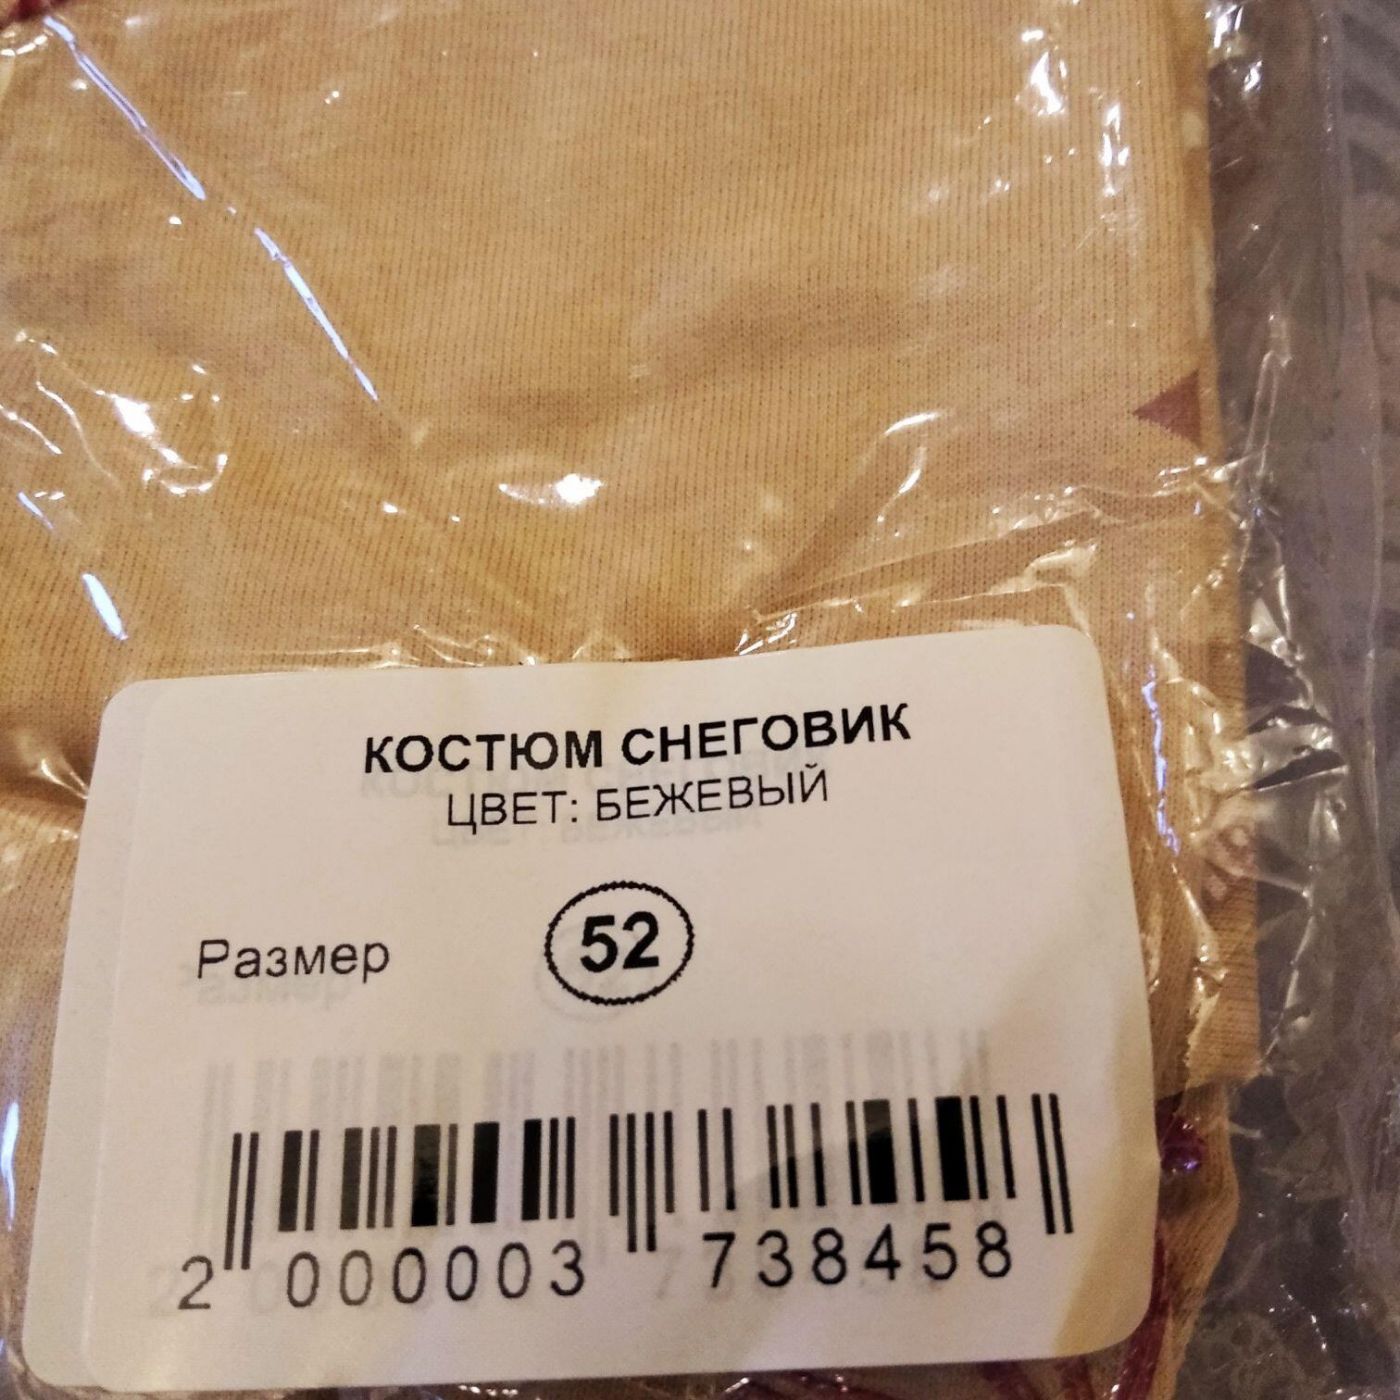 КОСТЮМ СНЕГОВИК
ЦВЕТ: БЕЖЕВЫЙ
Размер 52
2 000003 738458